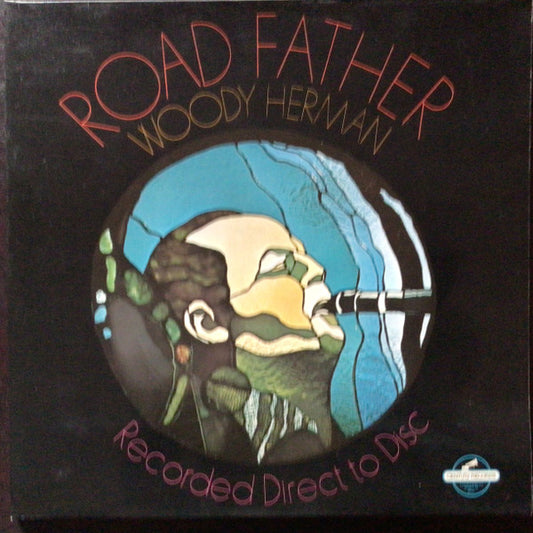 ROAD FATHER
WOODY HERMAN
Recorded Direct to Disc